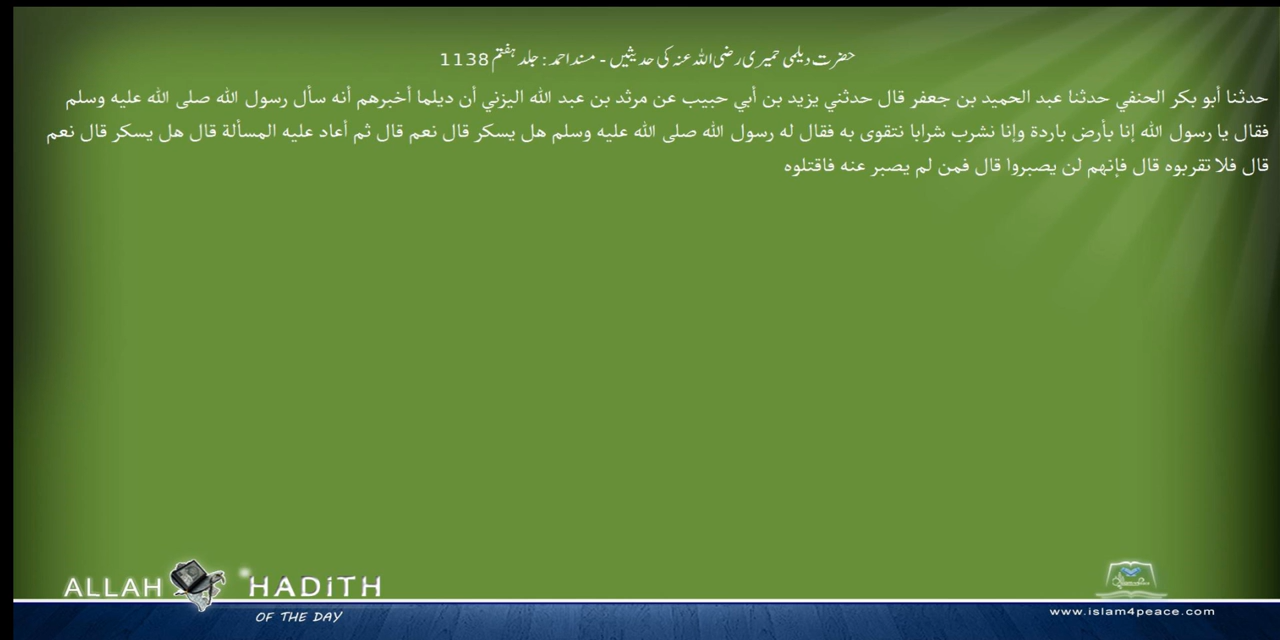 حضرت دیلمی حمیری رضی اللہ عنہ کی حدیثیں - مسند احمد: جلد ہفتم 1138
حدثنا أبو بكر الحنفي حدثنا عبد الحميد بن جعفر قال حدثني يزيد بن أبي حبيب عن مرثد بن عبد الله اليزني أن ديلما أخبرهم أنه سأل رسول الله صلى الله عليه وسلم
فقال يا رسول الله إنا بأرض باردة وإنا نشرب شرابا نتقوى به فقال له رسول الله صلى الله عليه وسلم هل يسكر قال نعم قال ثم أعاد عليه المسألة قال هل يسكر قال نعم
قال فلا تقربوه قال فإنهم لن يصبروا قال فمن لم يصبر عنه فاقتلوه
ALLAH HADITH
OF THE DAY
www.islam4peace.com